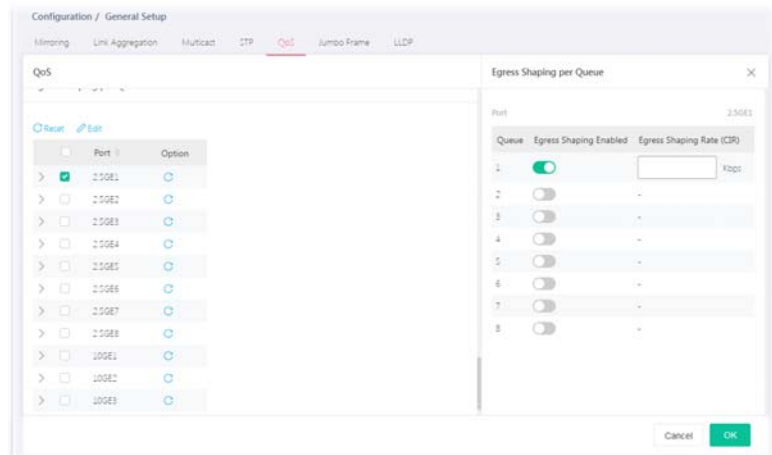 Configuration / General Setup
Mirroring Link Aggregation Multicast STP QoS Jumbo Frame LLDP
QoS
Reset Edit
Port Option
2.5GE1
2.5GE2
2.5GE3
2.5GE4
2.5GE5
2.5GE6
2.5GE7
2.5GE8
10GE1
10GE2
10GE3
Egress Shaping per Queue
Port 2.5GE1
Queue Egress Shaping Enabled Egress Shaping Rate (CIR)
1 Kbps
2 -
3 -
4 -
5 -
6 -
7 -
8 -
Cancel OK